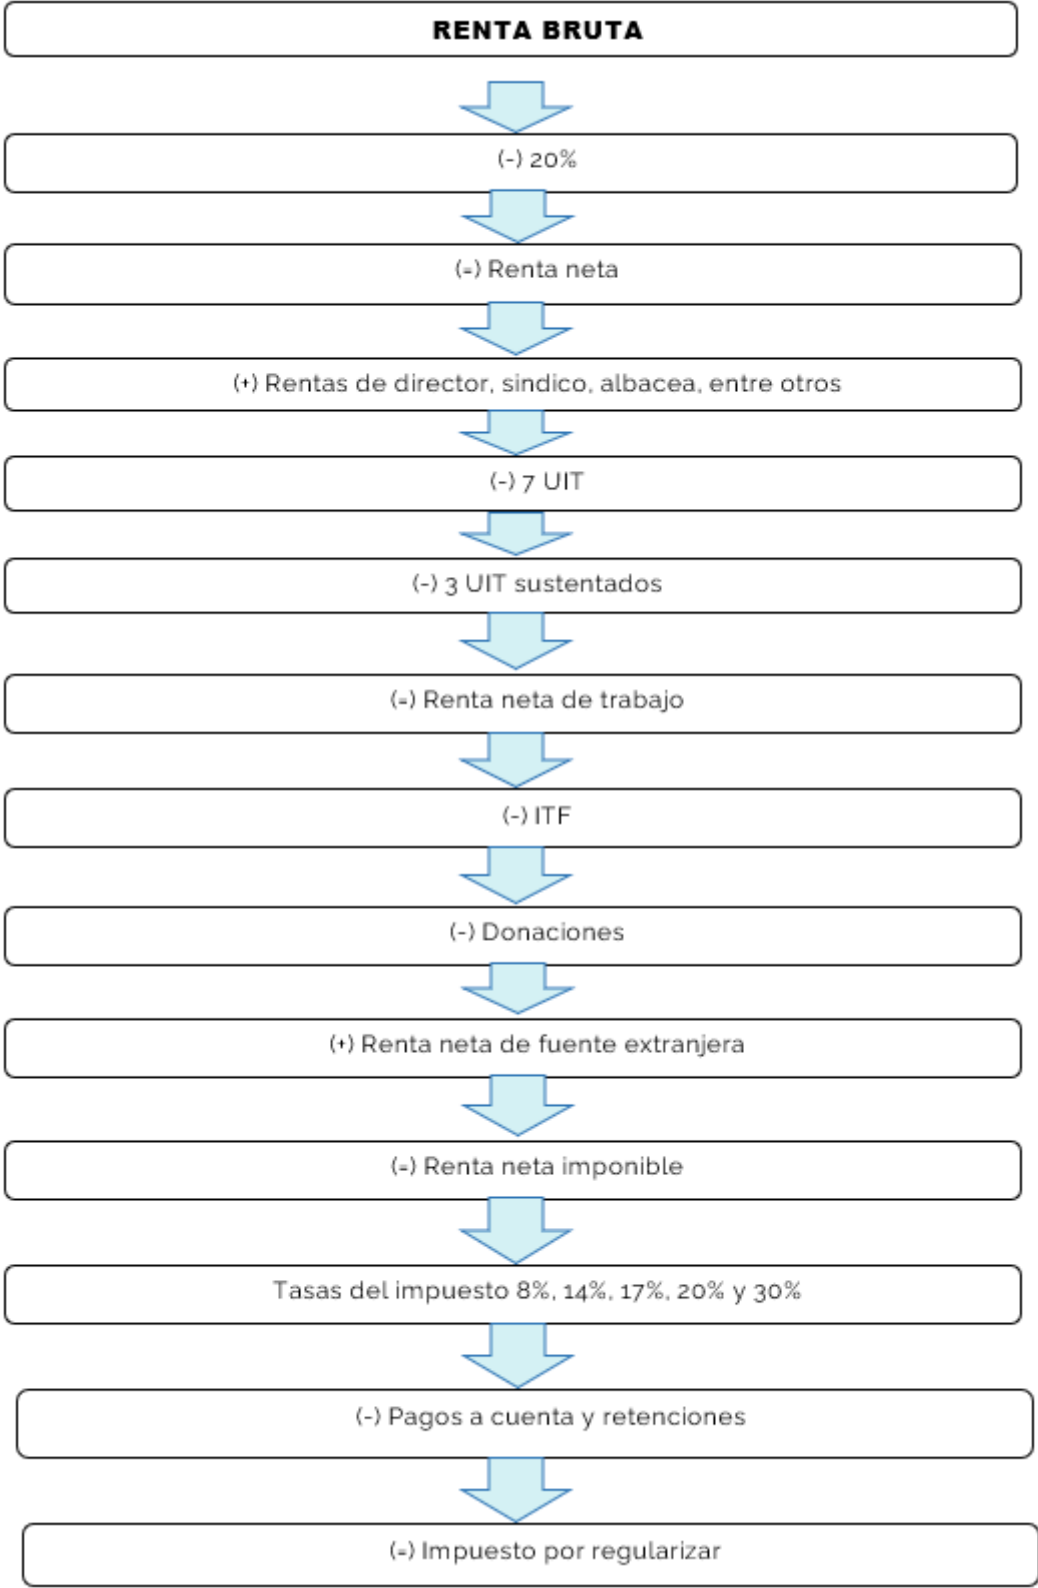 RENTA BRUTA
(-) 20%
(=) Renta neta
(+) Rentas de director, sindico, albacea, entre otros
(-) 7 UIT
(-) 3 UIT sustentados
(=) Renta neta de trabajo
(-) ITF
(-) Donaciones
(+) Renta neta de fuente extranjera
(=) Renta neta imponible
Tasas del impuesto 8%, 14%, 17%, 20% y 30%
(-) Pagos a cuenta y retenciones
(=) Impuesto por regularizar